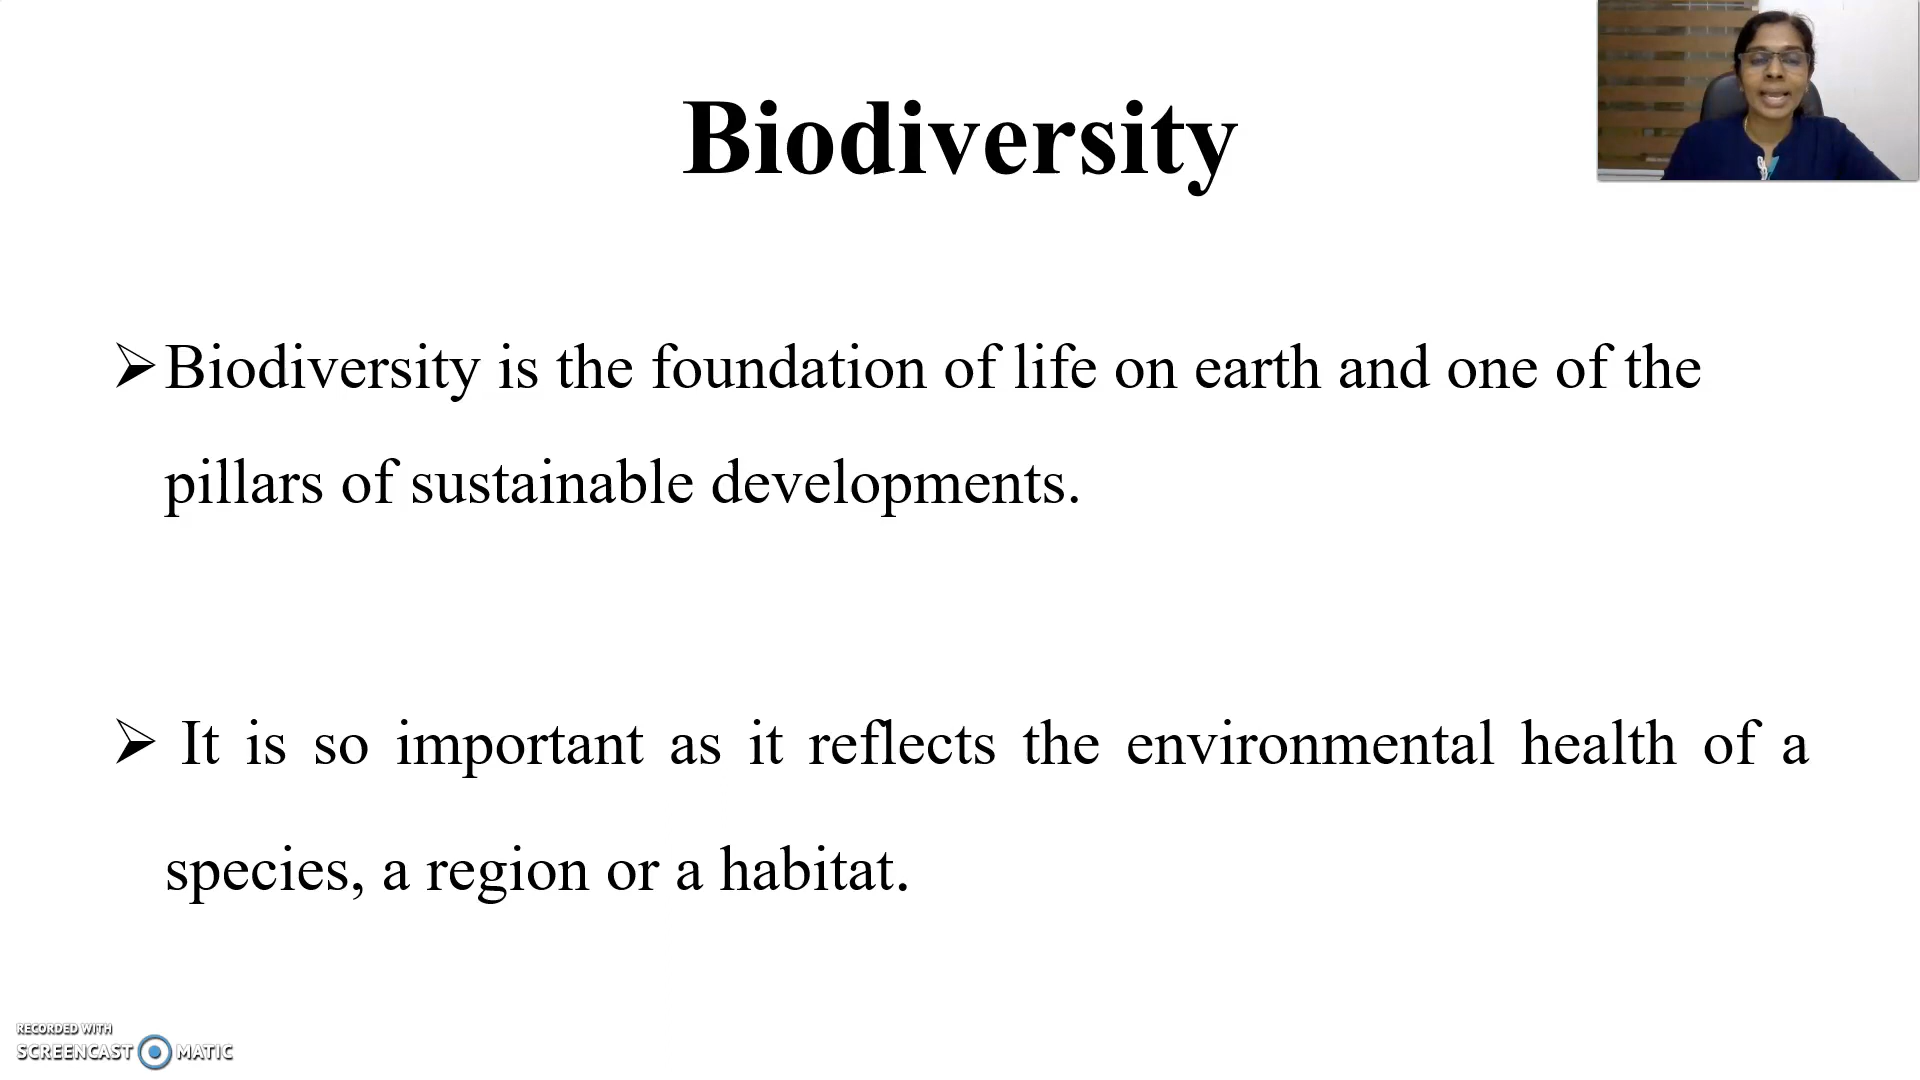 Biodiversity
➢Biodiversity is the foundation of life on earth and one of the
pillars of sustainable developments.
➢ It is so important as it reflects the environmental health of a
species, a region or a habitat.
RECORDED WITH
SCREENCAST MATIC